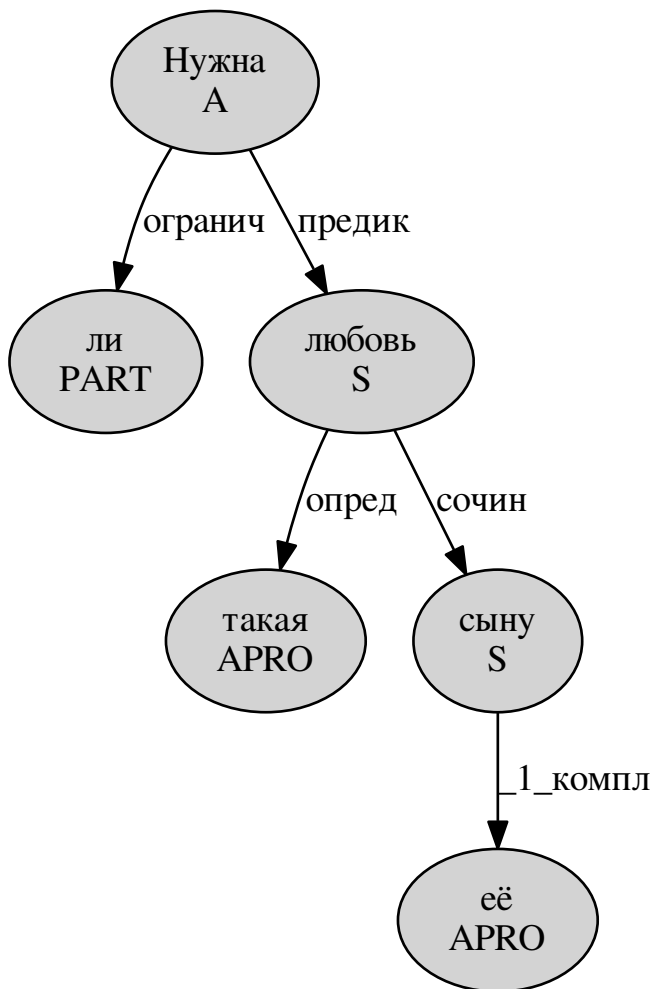 Нужна
A
огранич
предик
ли
PART
любовь
S
опред
сочин
такая
APRO
сыну
S
_1_компл
её
APRO